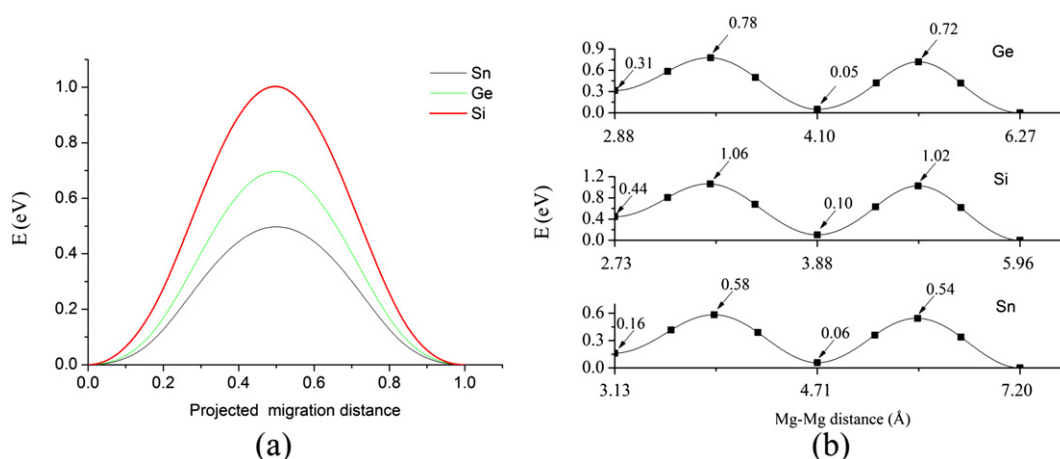 E (eV)
1.0
0.8
0.6
0.4
0.2
0.0
Sn
Ge
Si
0.0 0.2 0.4 0.6 0.8 1.0
Projected migration distance
(a)
E (eV)
Ge
0.9
0.6
0.3
0.0
0.31
0.78
0.05
0.72
2.88 4.10 6.27
Si
1.2
0.8
0.4
0.0
0.44
1.06
0.10
1.02
2.73 3.88 5.96
Sn
0.6
0.3
0.0
0.16
0.58
0.06
0.54
3.13 4.71 7.20
Mg-Mg distance (Å)
(b)